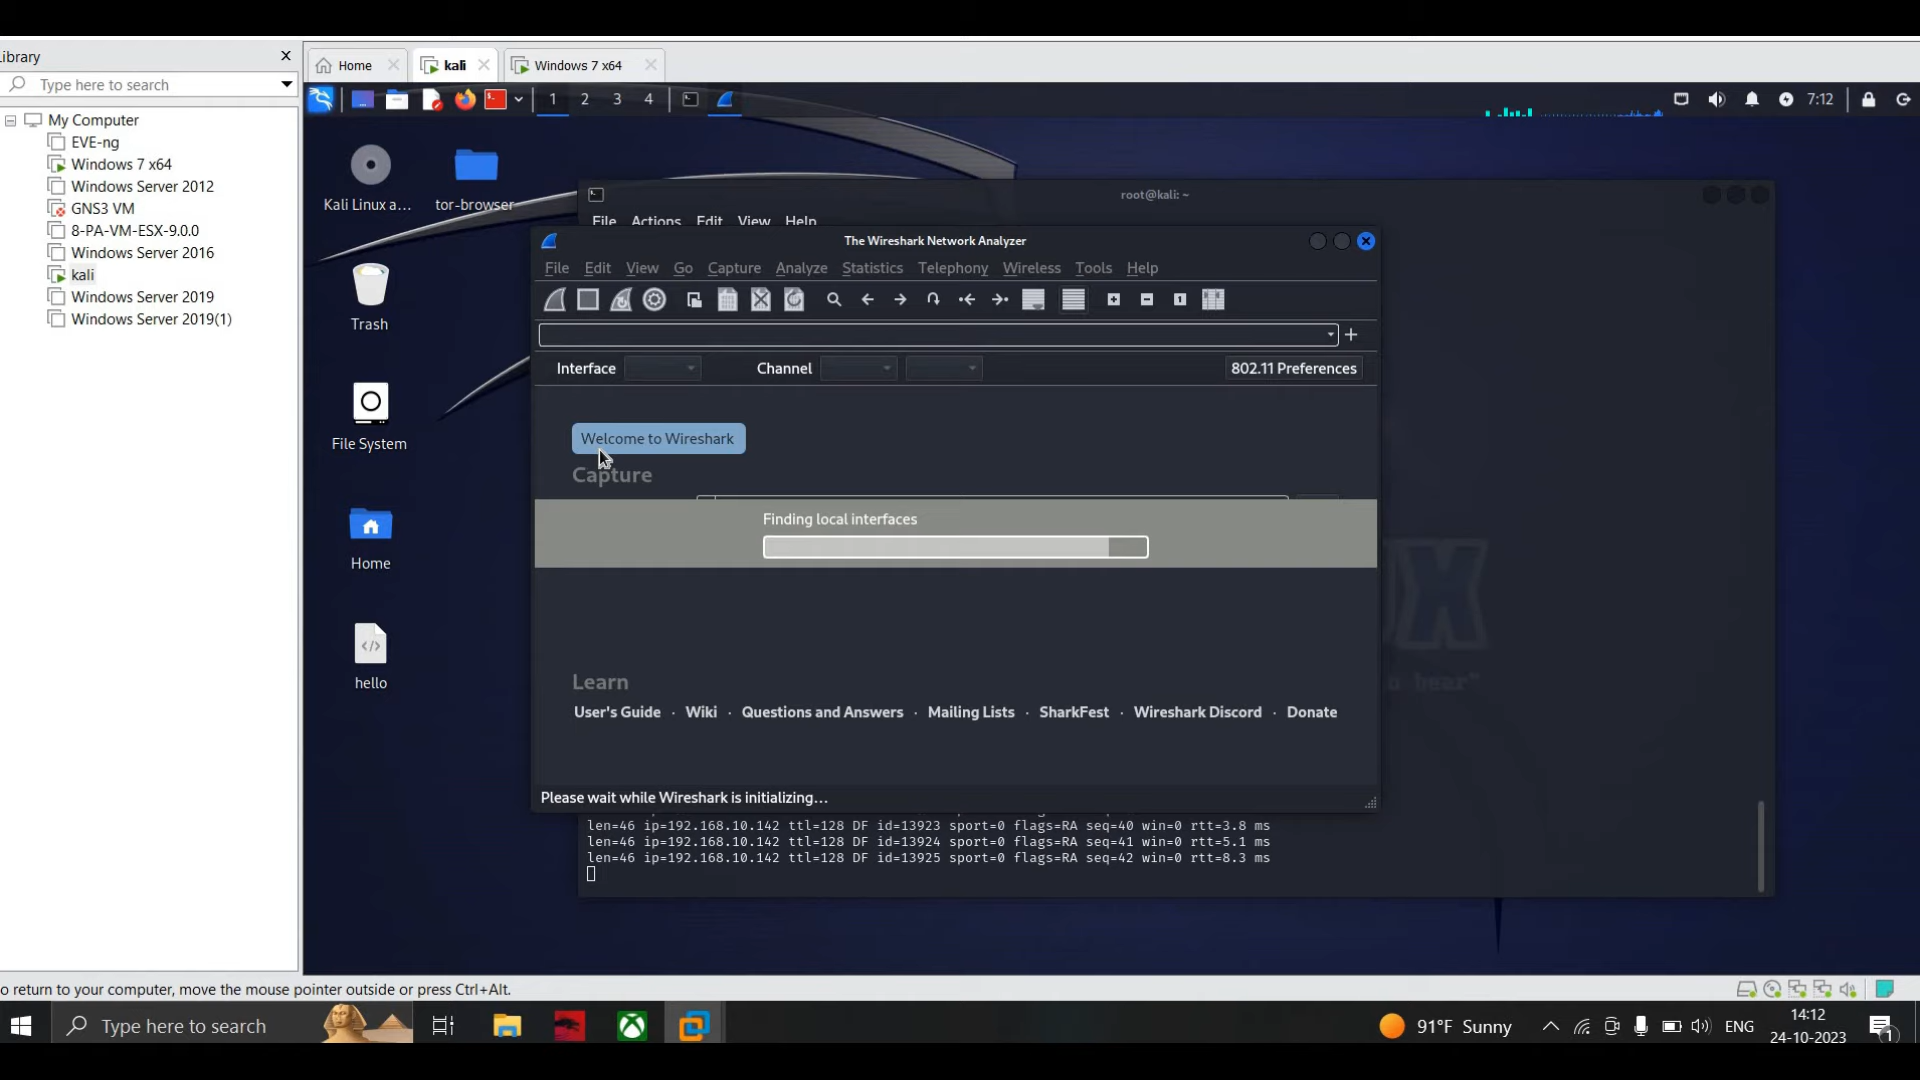 Library
Type here to search
My Computer
EVE-ng
Windows 7 x64
Windows Server 2012
GNS3 VM
8-PA-VM-ESX-9.0.0
Windows Server 2016
kali
Windows Server 2019
Windows Server 2019(1)
Home
kali
Windows 7 x64
1 2 3 4
7:12
Kali Linux a...
tor-browser
Trash
File System
Home
hello
root@kali: ~
File Actions Edit View Help
The Wireshark Network Analyzer
File Edit View Go Capture Analyze Statistics Telephony Wireless Tools Help
Interface Channel 802.11 Preferences
Welcome to Wireshark
Capture
Finding local interfaces
Learn
User's Guide · Wiki · Questions and Answers · Mailing Lists · SharkFest · Wireshark Discord · Donate
Please wait while Wireshark is initializing...
len=46 ip=192.168.10.142 ttl=128 DF id=13923 sport=0 flags=RA seq=40 win=0 rtt=3.8 ms
len=46 ip=192.168.10.142 ttl=128 DF id=13924 sport=0 flags=RA seq=41 win=0 rtt=5.1 ms
len=46 ip=192.168.10.142 ttl=128 DF id=13925 sport=0 flags=RA seq=42 win=0 rtt=8.3 ms
o return to your computer, move the mouse pointer outside or press Ctrl+Alt.
Type here to search
91°F Sunny
ENG
14:12
24-10-2023
1